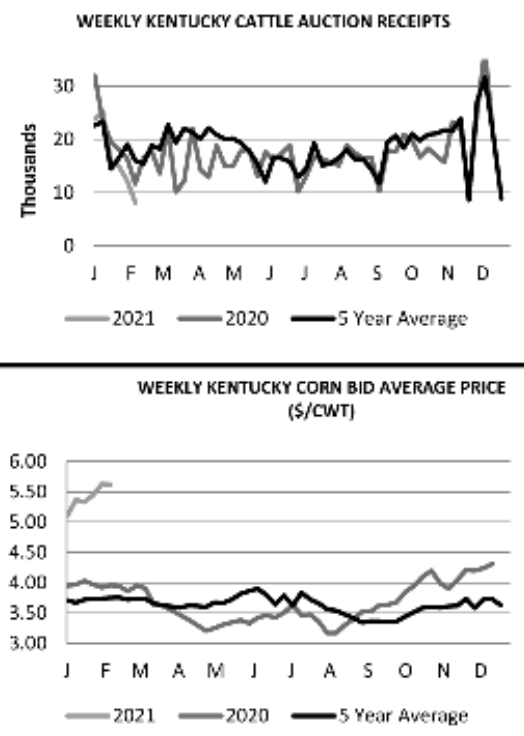 WEEKLY KENTUCKY CATTLE AUCTION RECEIPTS
Thousands
30
20
10
0
J F M A M J J A S O N D
2021 2020 5 Year Average
WEEKLY KENTUCKY CORN BID AVERAGE PRICE
($/CWT)
6.00
5.50
5.00
4.50
4.00
3.50
3.00
J F M A M J J A S O N D
2021 2020 5 Year Average